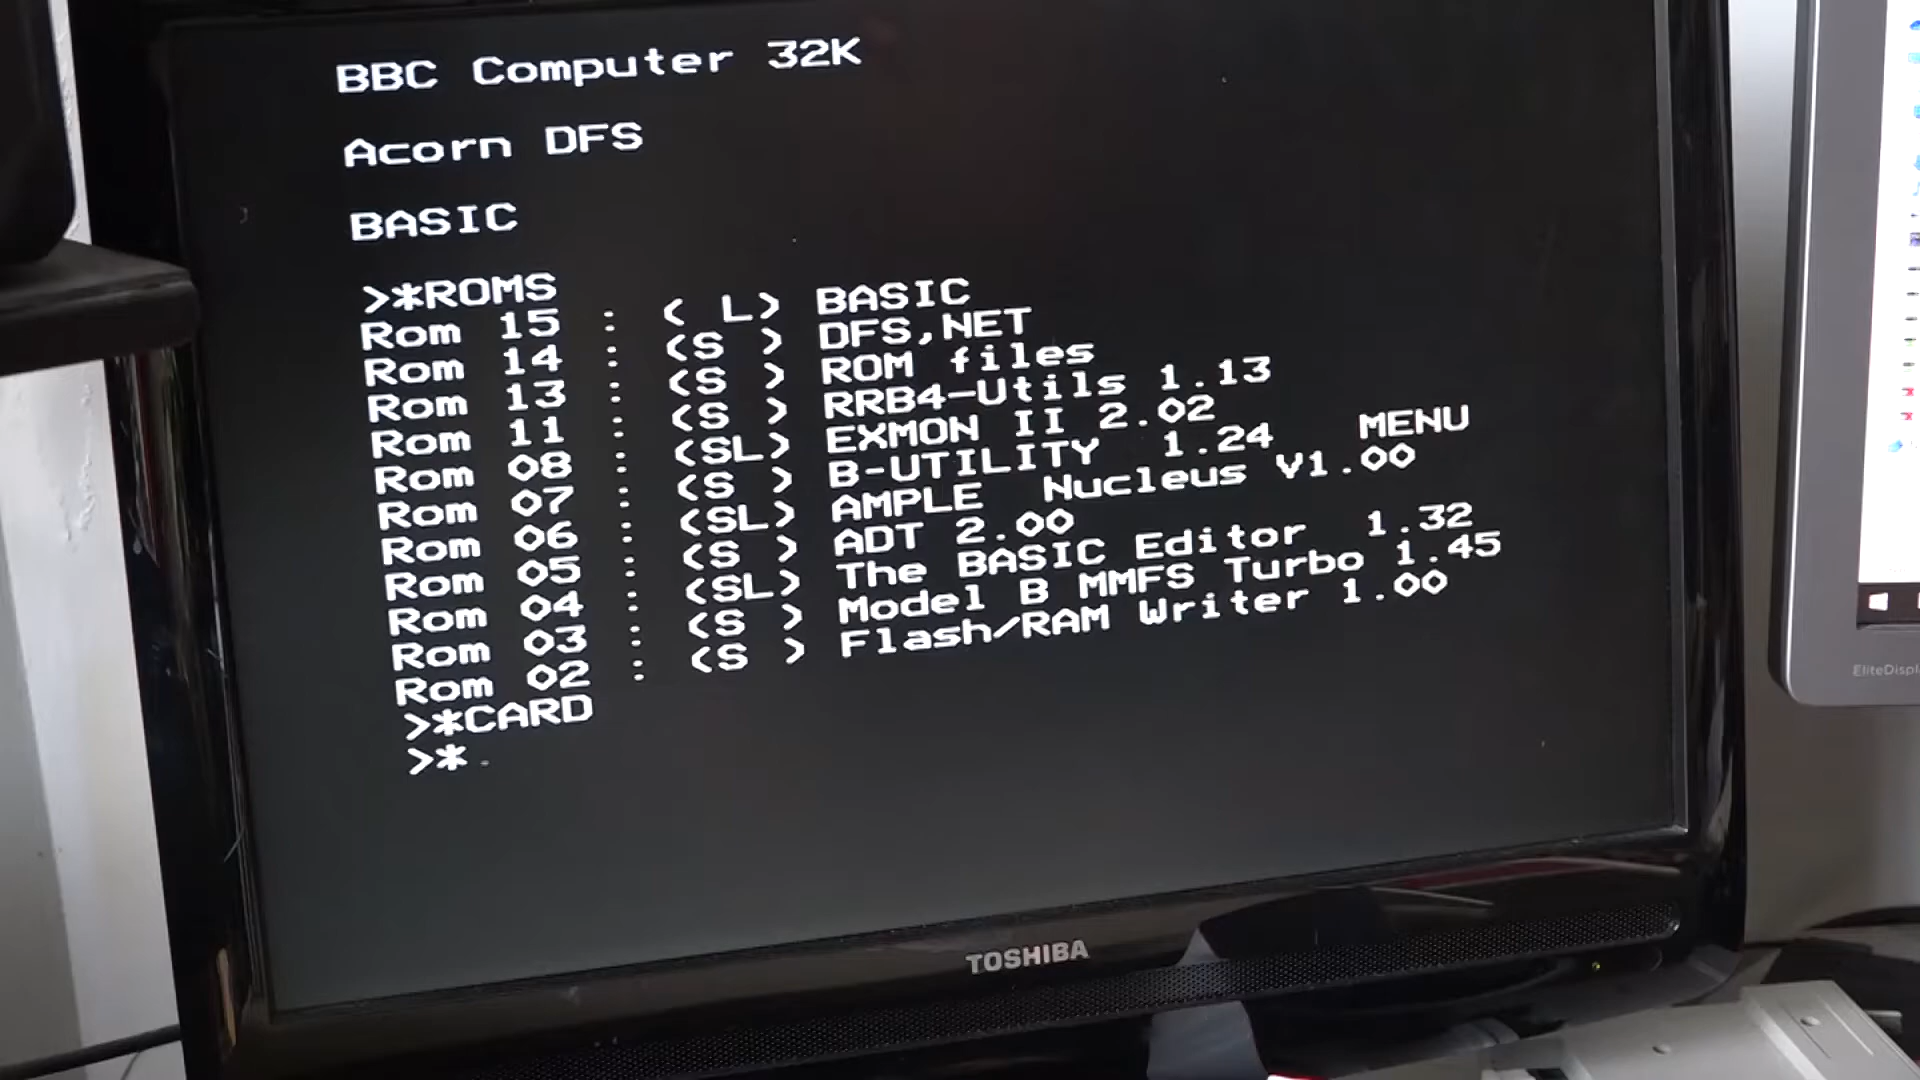 BBC Computer 32K
Acorn DFS
BASIC
>*ROMS
Rom 15 : ( L) BASIC
Rom 14 : (S ) DFS,NET
Rom 13 : (S ) ROM files
Rom 11 : (S ) RRB4-Utils 1.13
Rom 08 : (SL) EXMON II 2.02
Rom 07 : (S ) B-UTILITY 1.24 MENU
Rom 06 : (SL) AMPLE Nucleus V1.00
Rom 05 : (S ) ADT 2.00
Rom 04 : (SL) The BASIC Editor 1.32
Rom 03 : (S ) Model B MMFS Turbo 1.45
Rom 02 : (S ) Flash/RAM Writer 1.00
>*CARD
>*
TOSHIBA